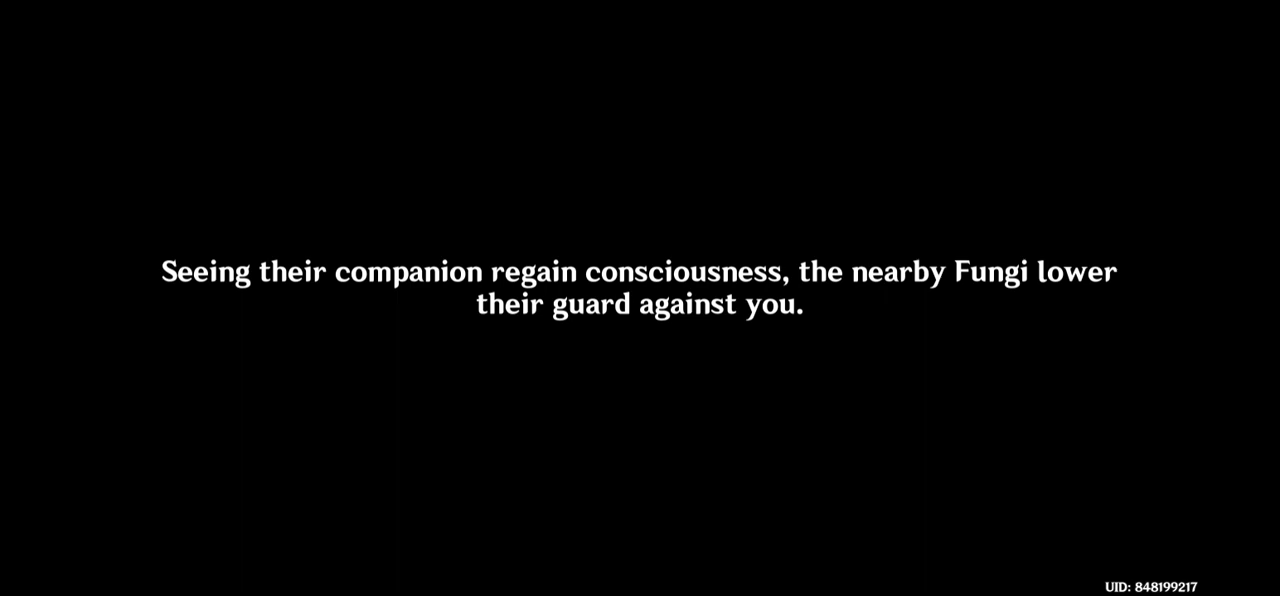 Seeing their companion regain consciousness, the nearby Fungi lower
their guard against you.
UID: 848199217